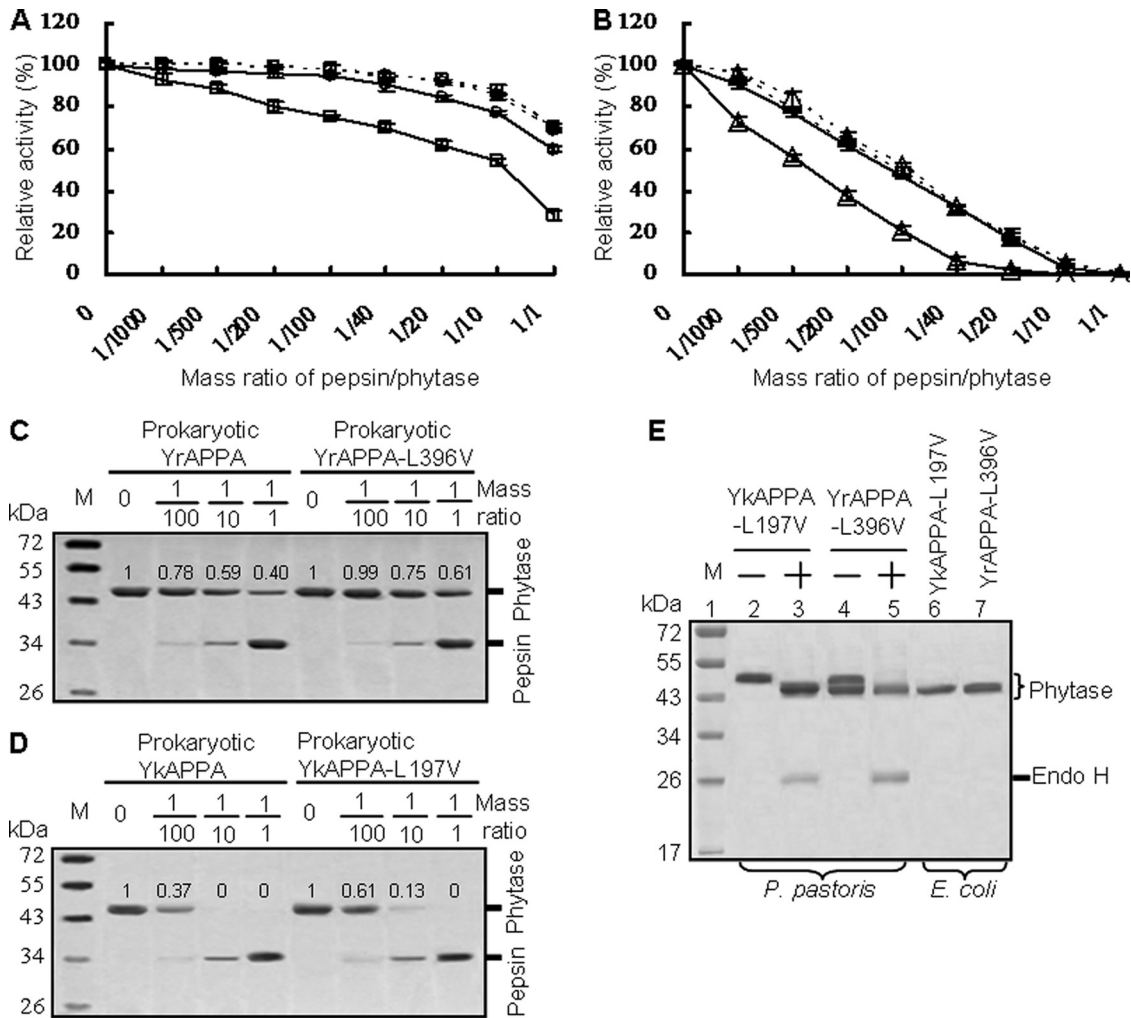 A
120
100
80
60
40
20
0
Relative activity (%)
0 1/1000 1/500 1/200 1/100 1/40 1/20 1/10 1/1
Mass ratio of pepsin/phytase
B
120
100
80
60
40
20
0
Relative activity (%)
0 1/1000 1/500 1/200 1/100 1/40 1/20 1/10 1/1
Mass ratio of pepsin/phytase
C
Prokaryotic YrAPPA
Prokaryotic YrAPPA-L396V
kDa M 0 1/100 1/10 1/1 0 1/100 1/10 1/1 Mass ratio
72
55
43
34
26
1 0.78 0.59 0.40 1 0.99 0.75 0.61
Pepsin Phytase
D
Prokaryotic YkAPPA
Prokaryotic YkAPPA-L197V
kDa M 0 1/100 1/10 1/1 0 1/100 1/10 1/1 Mass ratio
72
55
43
34
26
1 0.37 0 0 1 0.61 0.13 0
Pepsin Phytase
E
YkAPPA-L197V
YrAPPA-L396V
YkAPPA-L197V
YrAPPA-L396V
M − + − +
kDa 1 2 3 4 5 6 7
72
55
43
34
26
17
Phytase
Endo H
P. pastoris
E. coli